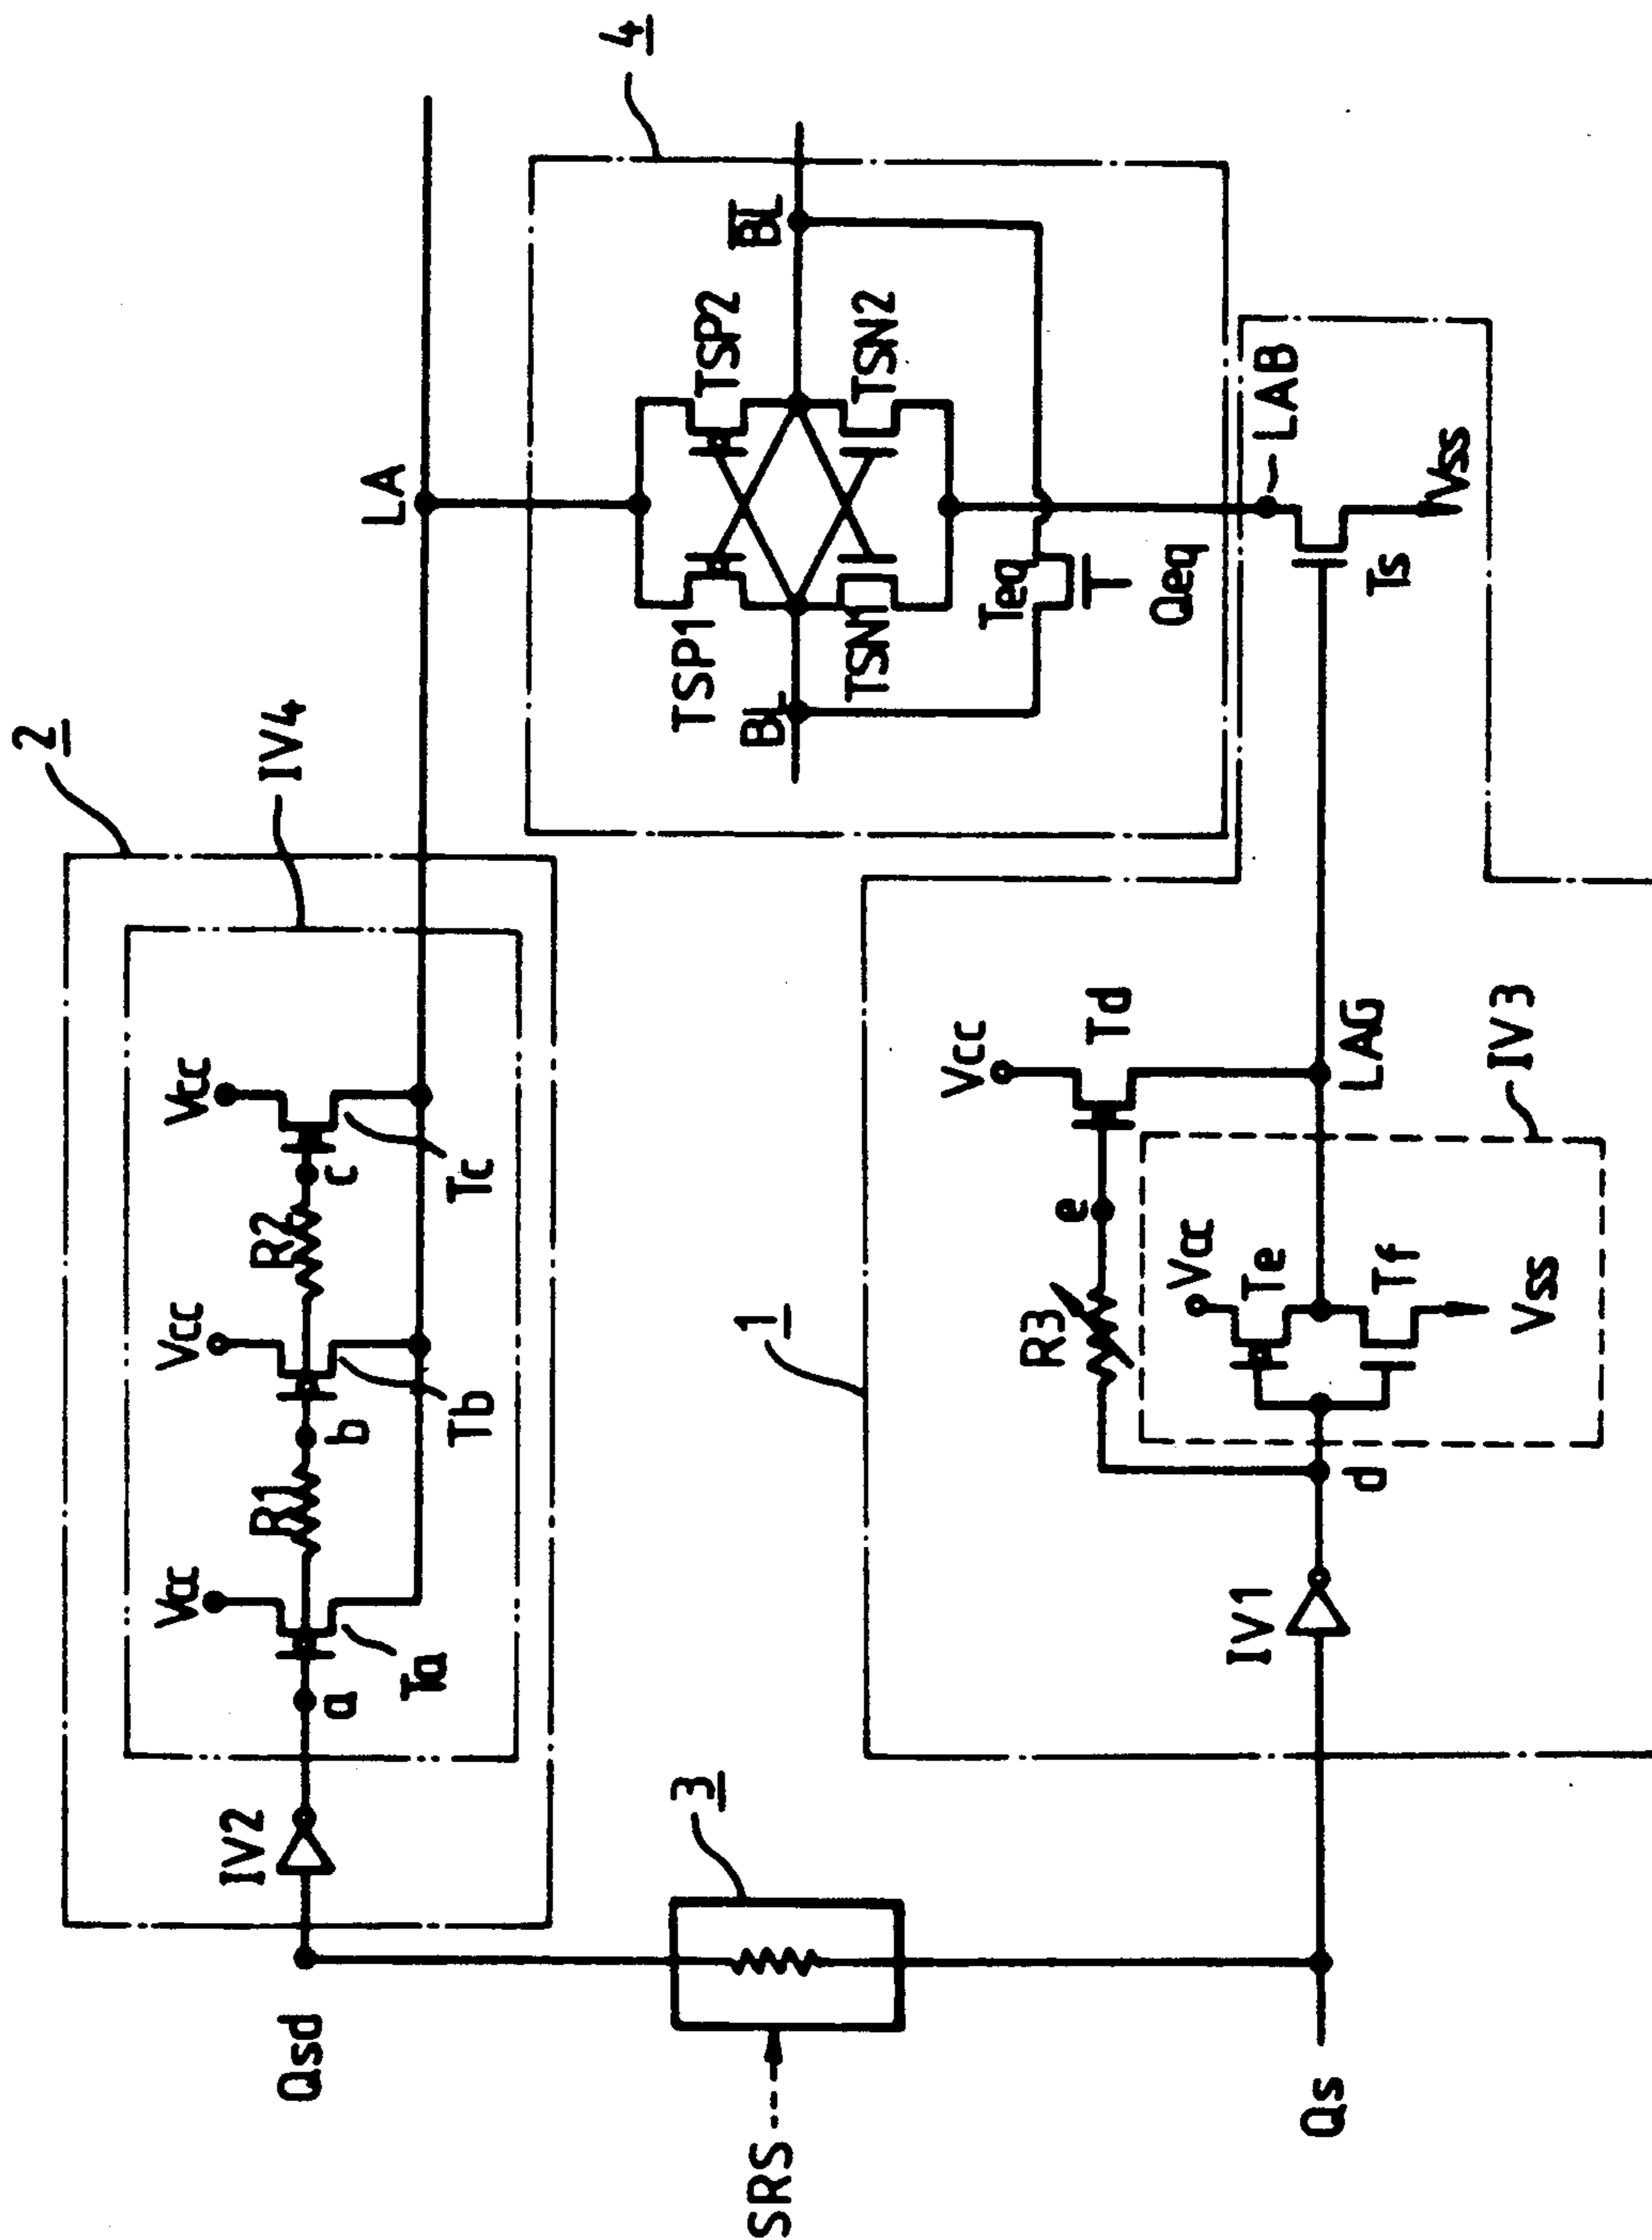 2
IV4
4
Vcc
Vcc
Vcc
LA
IV2
R1
R2
a
b
c
Ta
Tb
Tc
Qsd
TSP1
TSP2
BL
B̅L̅
TSN1
TSN2
Teq
Qeq
3
SRS
1
R3
e
Vcc
Td
LAB
Vcc
Te
LAG
Ts
Vss
IV1
d
Tf
Vss
IV3
Qs